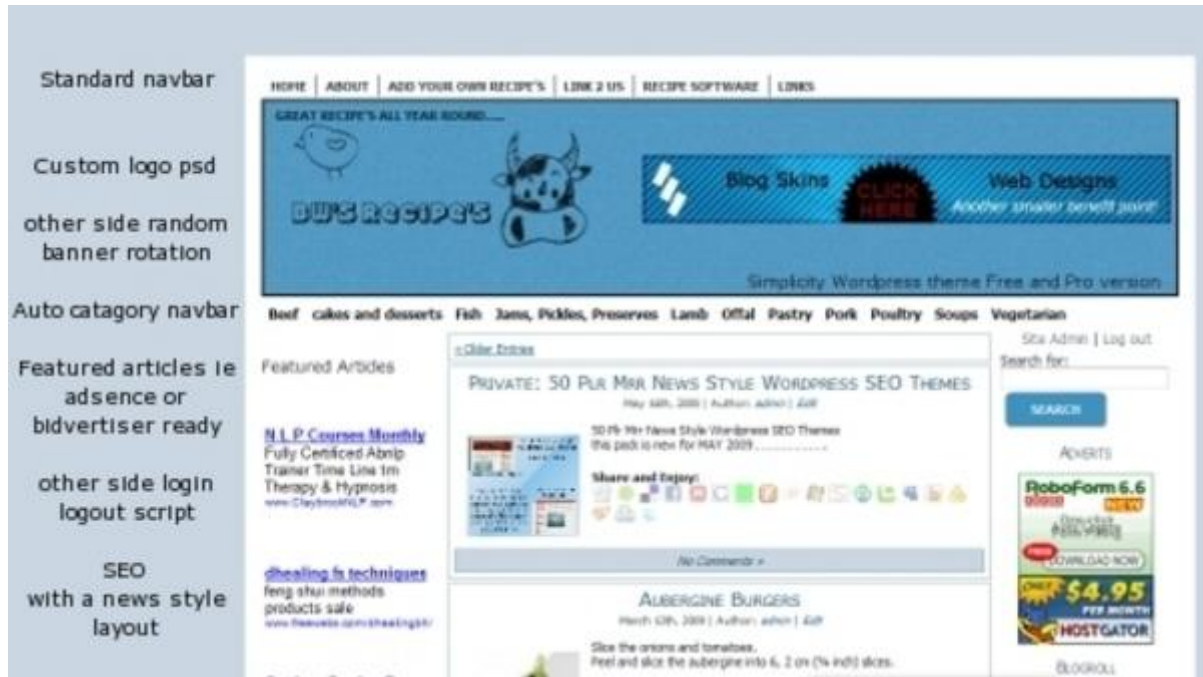 Standard navbar
Custom logo psd
other side random
banner rotation
Auto catagory navbar
Featured articles ie
adsence or
bidvertiser ready
other side login
logout script
SEO
with a news style
layout
HOME | ABOUT | ADD YOUR OWN RECIPE'S | LINK 2 US | RECIPE SOFTWARE | LINKS
GREAT RECIPE'S ALL YEAR ROUND.....
DW'S RECIPE'S
Blog Skins
CLICK
HERE
Web Designs
Another smaller benefit point!
Simplicity Wordpress theme Free and Pro version
Beef cakes and desserts Fish Jams, Pickles, Preserves Lamb Offal Pastry Pork Poultry Soups Vegetarian
Featured Articles
N.L.P Courses Monthly
Fully Certificed Abnlp
Trainer Time Line tm
Therapy & Hypnosis
www.ClaybrookNLP.com
dhealing fs techniques
feng shui methods
products sale
« Older Entries
PRIVATE: 50 PLR MRR NEWS STYLE WORDPRESS SEO THEMES
2009 | Author: admin | Edit
50 Plr Mrr News Style Wordpress SEO Themes
this pack is new for MAY 2009
Share and Enjoy:
No Comments »
AUBERGINE BURGERS
March 12th, 2009 | Author: admin | Edit
Slice the onions and tomatoes.
Peel and slice the aubergine into 6, 2 cm (¾ inch) slices.
Site Admin | Log out
Search for:
SEARCH
ADVERTS
RoboForm 6.6
NEW
FREE
DOWNLOAD NOW
ONLY $4.95
PER MONTH
HOSTGATOR
BLOGROLL